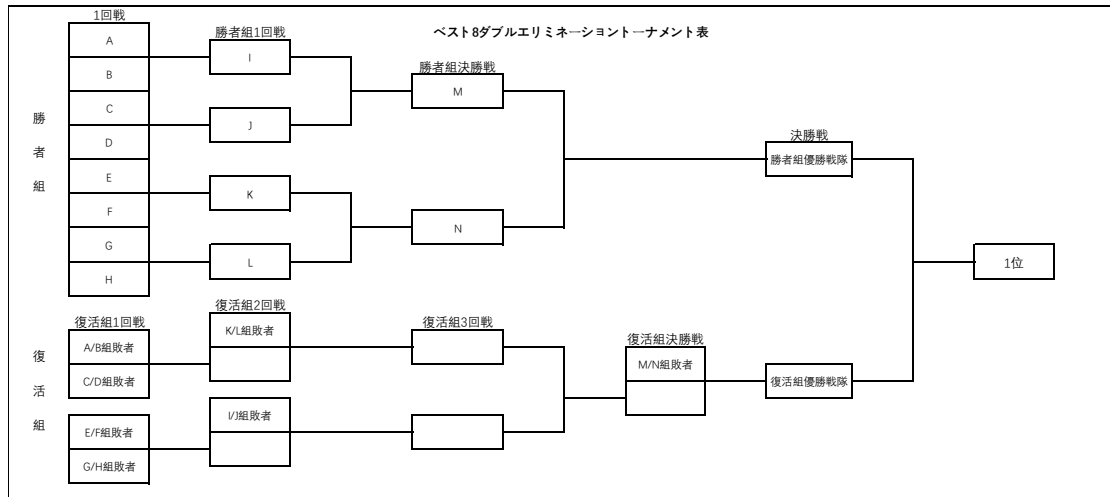 1回戦
ベスト8ダブルエリミネーショントーナメント表
A
勝者組1回戦
I
B
勝者組決勝戦
M
C
J
D
勝者組
決勝戦
勝者組優勝戦隊
E
K
F
N
G
L
H
1位
復活組1回戦
復活組2回戦
復活組3回戦
復活組決勝戦
K/L組敗者
A/B組敗者
M/N組敗者
C/D組敗者
復活組優勝戦隊
復活組
I/J組敗者
E/F組敗者
G/H組敗者